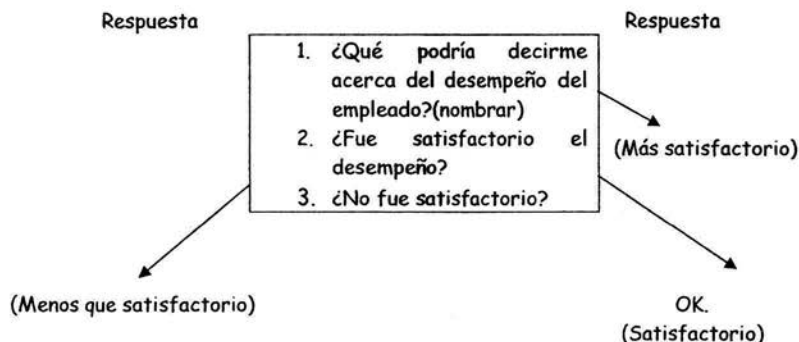 Respuesta
Respuesta
1. ¿Qué podría decirme
acerca del desempeño del
empleado?(nombrar)
2. ¿Fue satisfactorio el
desempeño?
3. ¿No fue satisfactorio?
(Más satisfactorio)
(Menos que satisfactorio)
OK.
(Satisfactorio)